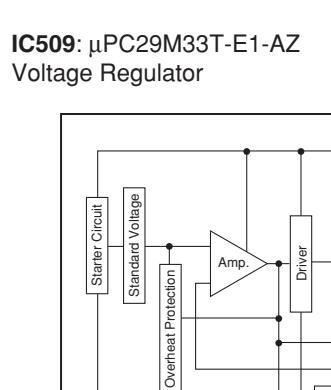 IC509: μPC29M33T-E1-AZ
Voltage Regulator
Starter Circuit
Standard Voltage
Overheat Protection
Amp.
Driver